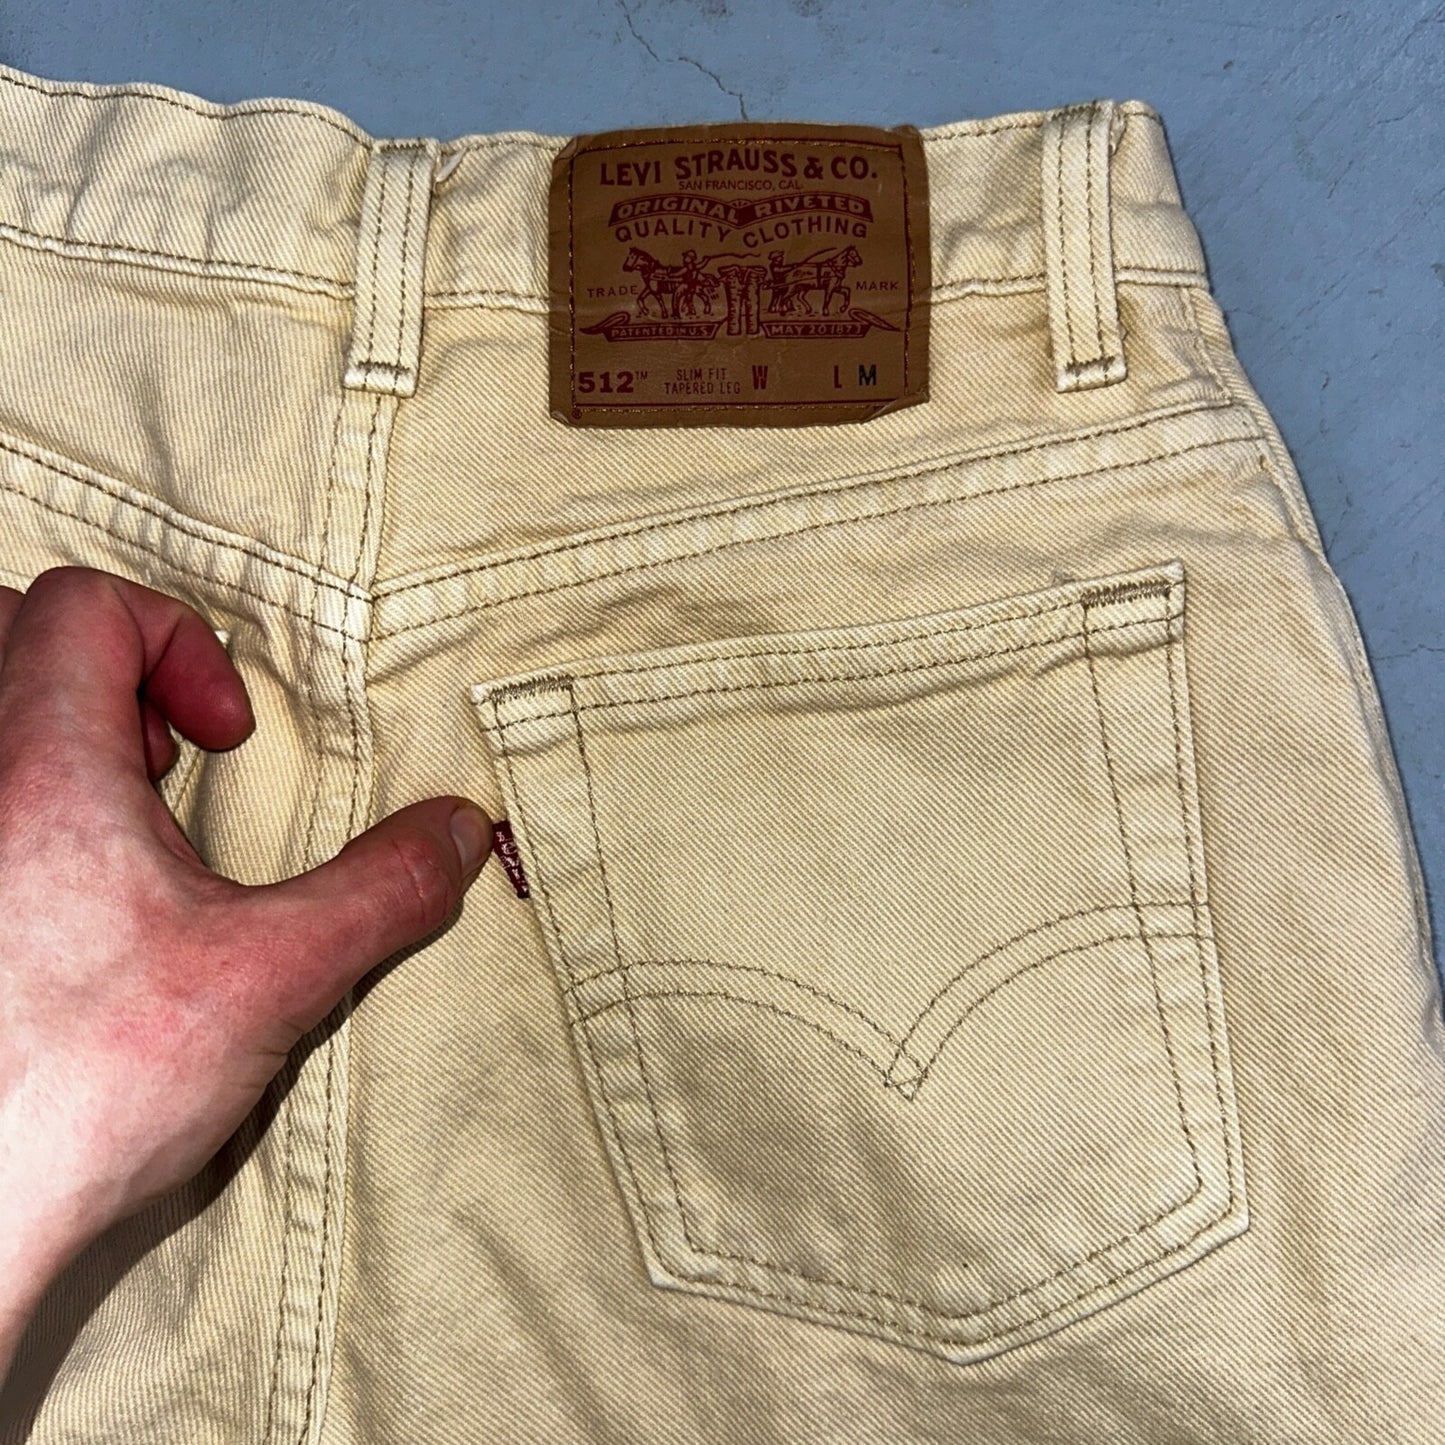 LEVI STRAUSS & CO.
SAN FRANCISCO, CAL.
ORIGINAL RIVETED
QUALITY CLOTHING
TRADE MARK
PATENTED IN U.S. MAY 20 1873
512™ SLIM FIT TAPERED LEG W L M
®